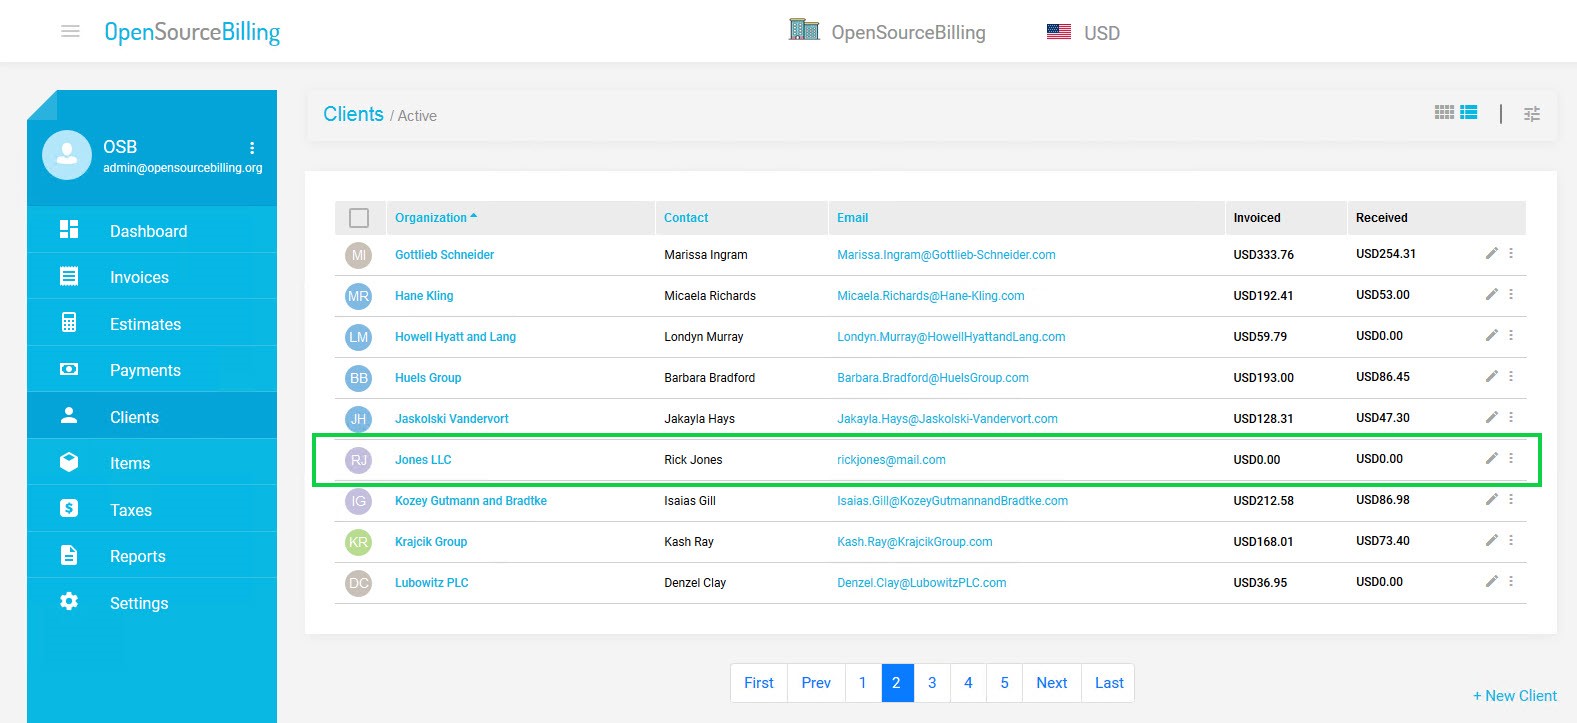 OpenSourceBilling
OpenSourceBilling
USD
OSB
admin@opensourcebilling.org
Dashboard
Invoices
Estimates
Payments
Clients
Items
Taxes
Reports
Settings
Clients / Active
Organization Contact Email Invoiced Received
MI Gottlieb Schneider Marissa Ingram Marissa.Ingram@Gottlieb-Schneider.com USD333.76 USD254.31
MR Hane Kling Micaela Richards Micaela.Richards@Hane-Kling.com USD192.41 USD53.00
LM Howell Hyatt and Lang Londyn Murray Londyn.Murray@HowellHyattandLang.com USD59.79 USD0.00
BB Huels Group Barbara Bradford Barbara.Bradford@HuelsGroup.com USD193.00 USD86.45
JH Jaskolski Vandervort Jakayla Hays Jakayla.Hays@Jaskolski-Vandervort.com USD128.31 USD47.30
RJ Jones LLC Rick Jones rickjones@mail.com USD0.00 USD0.00
IG Kozey Gutmann and Bradtke Isaias Gill Isaias.Gill@KozeyGutmannandBradtke.com USD212.58 USD86.98
KR Krajcik Group Kash Ray Kash.Ray@KrajcikGroup.com USD168.01 USD73.40
DC Lubowitz PLC Denzel Clay Denzel.Clay@LubowitzPLC.com USD36.95 USD0.00
First Prev 1 2 3 4 5 Next Last
+ New Client